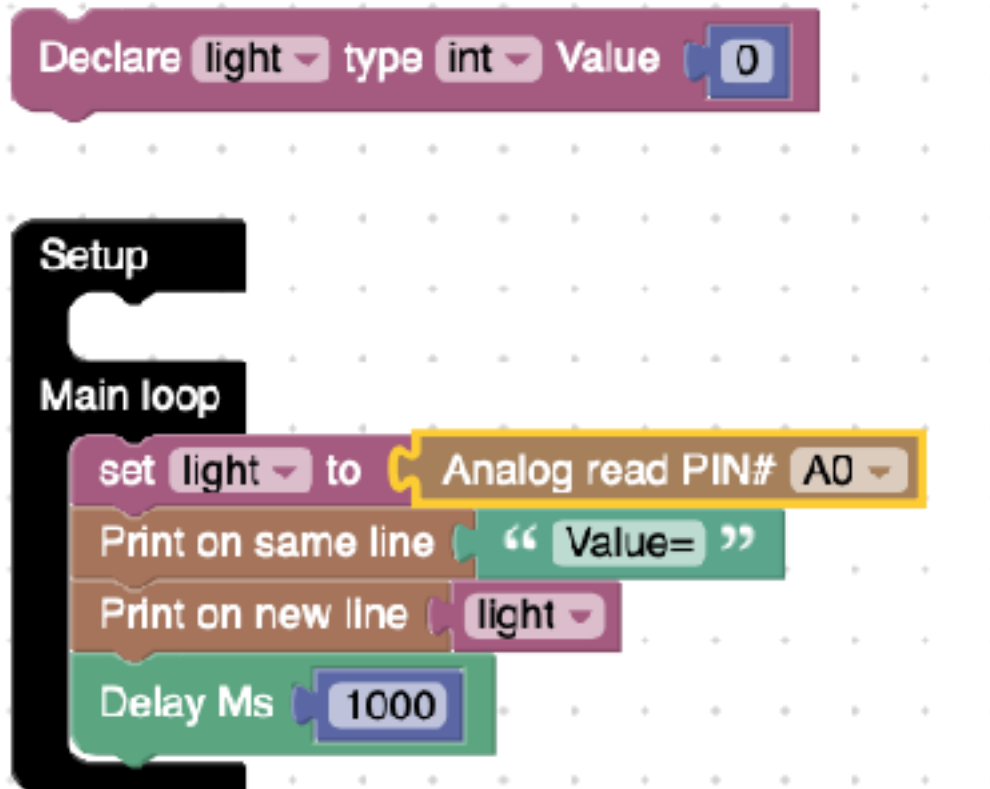 Declare light type int Value 0
Setup
Main loop
set light to Analog read PIN# A0
Print on same line “ Value= ”
Print on new line light
Delay Ms 1000